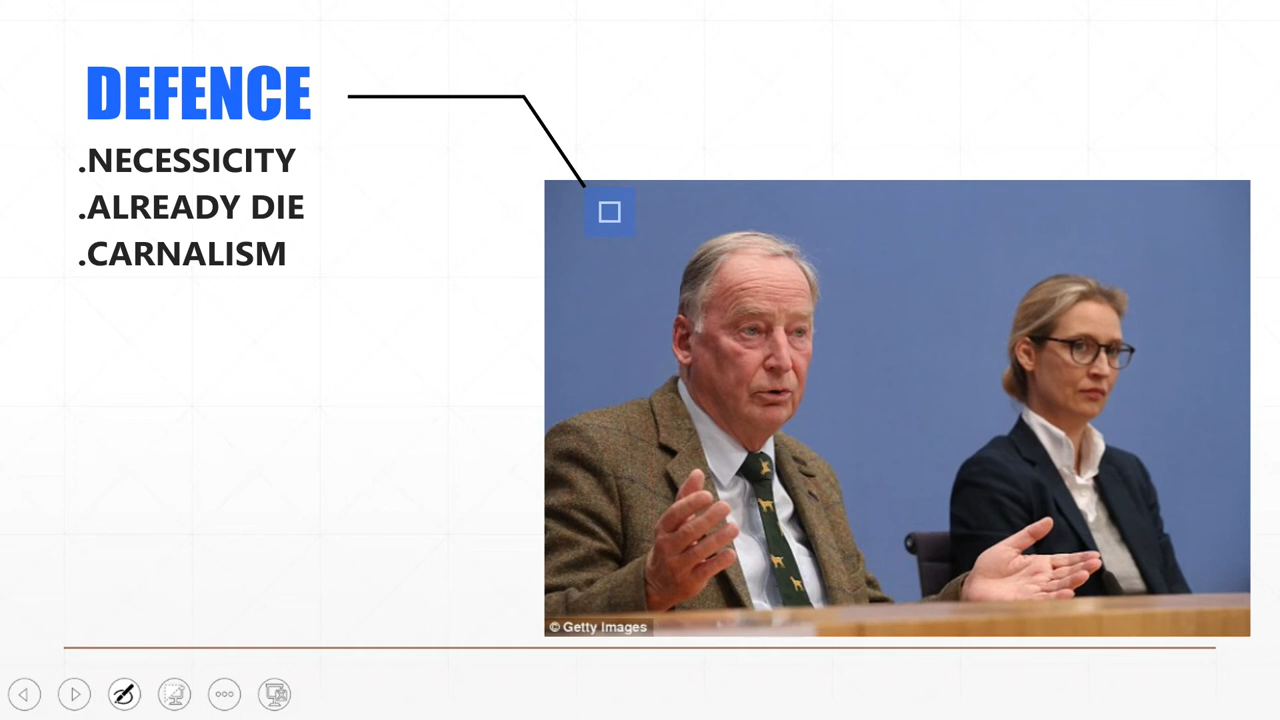 DEFENCE
.NECESSICITY
.ALREADY DIE
.CARNALISM
© Getty Images